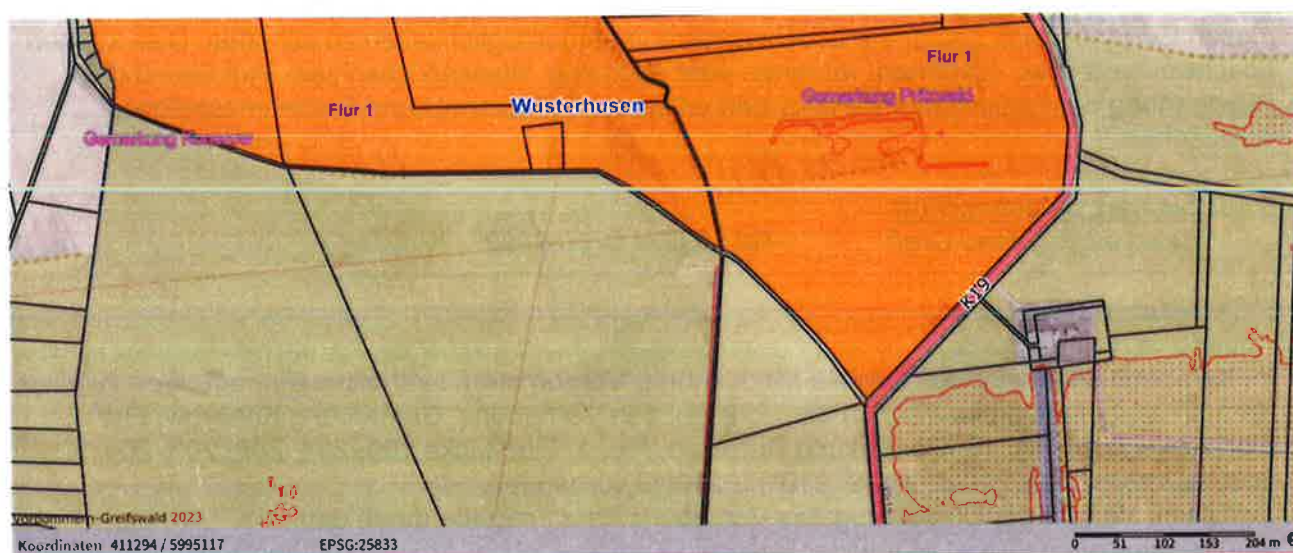 Flur 1
Flur 1
Wusterhusen
Gemarkung
Gemarkung
K19
vorpommern-Greifswald 2023
Koordinaten 411294 / 5995117
EPSG:25833
0 51 102 153 204 m